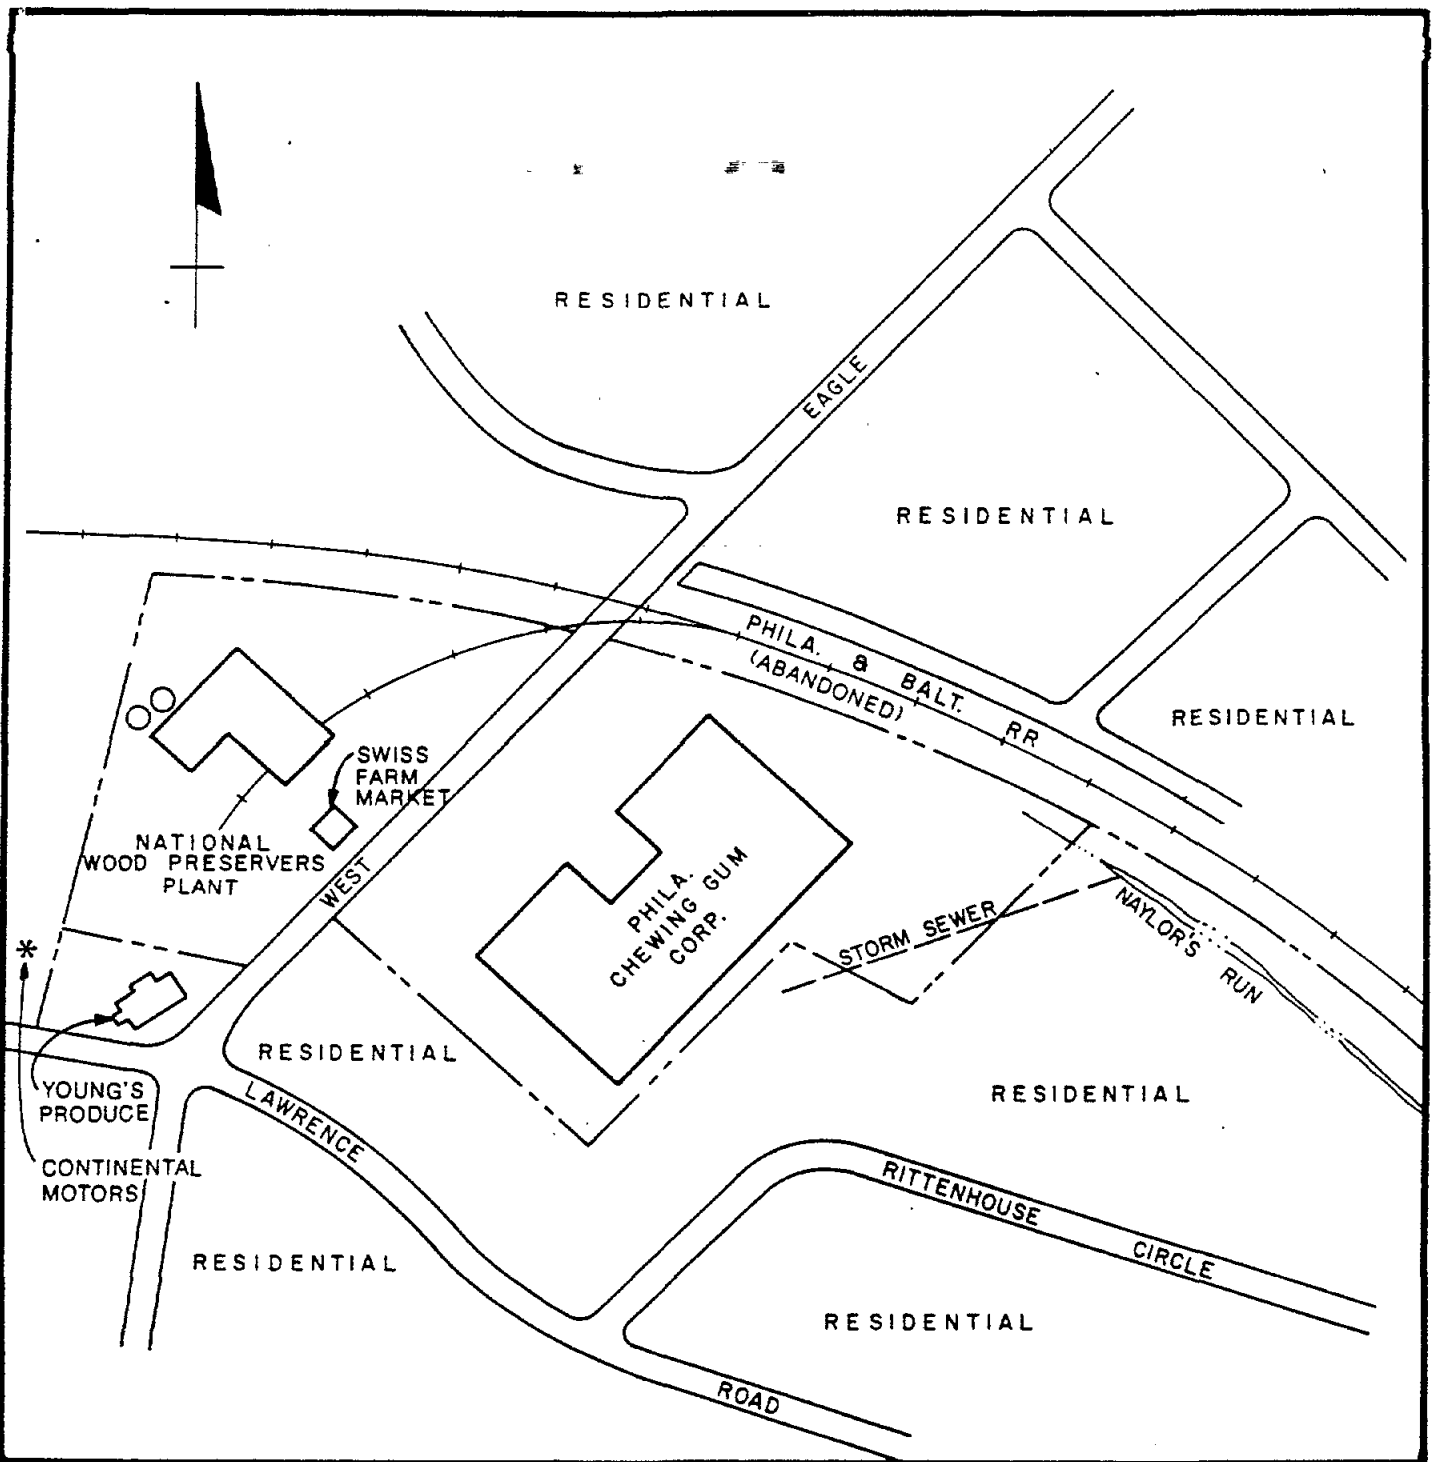 RESIDENTIAL
EAGLE
RESIDENTIAL
PHILA. & BALT. RR
(ABANDONED)
RESIDENTIAL
SWISS
FARM
MARKET
NATIONAL
WOOD PRESERVERS
PLANT
WEST
PHILA.
CHEWING GUM
CORP.
STORM SEWER
NAYLOR'S RUN
*
RESIDENTIAL
YOUNG'S
PRODUCE
LAWRENCE
RESIDENTIAL
CONTINENTAL
MOTORS
RITTENHOUSE CIRCLE
RESIDENTIAL
RESIDENTIAL
ROAD